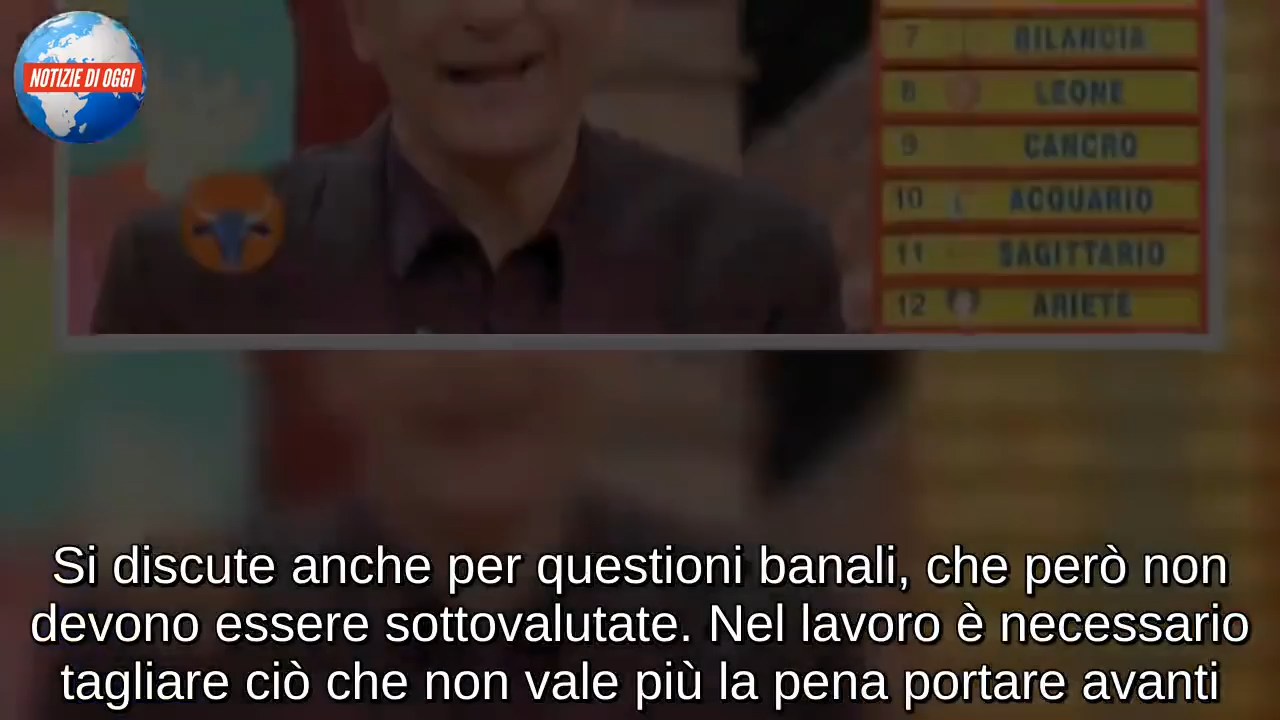 NOTIZIE DI OGGI
7 BILANCIA
8 LEONE
9 CANCRO
10 ACQUARIO
11 SAGITTARIO
12 ARIETE
Si discute anche per questioni banali, che però non
devono essere sottovalutate. Nel lavoro è necessario
tagliare ciò che non vale più la pena portare avanti